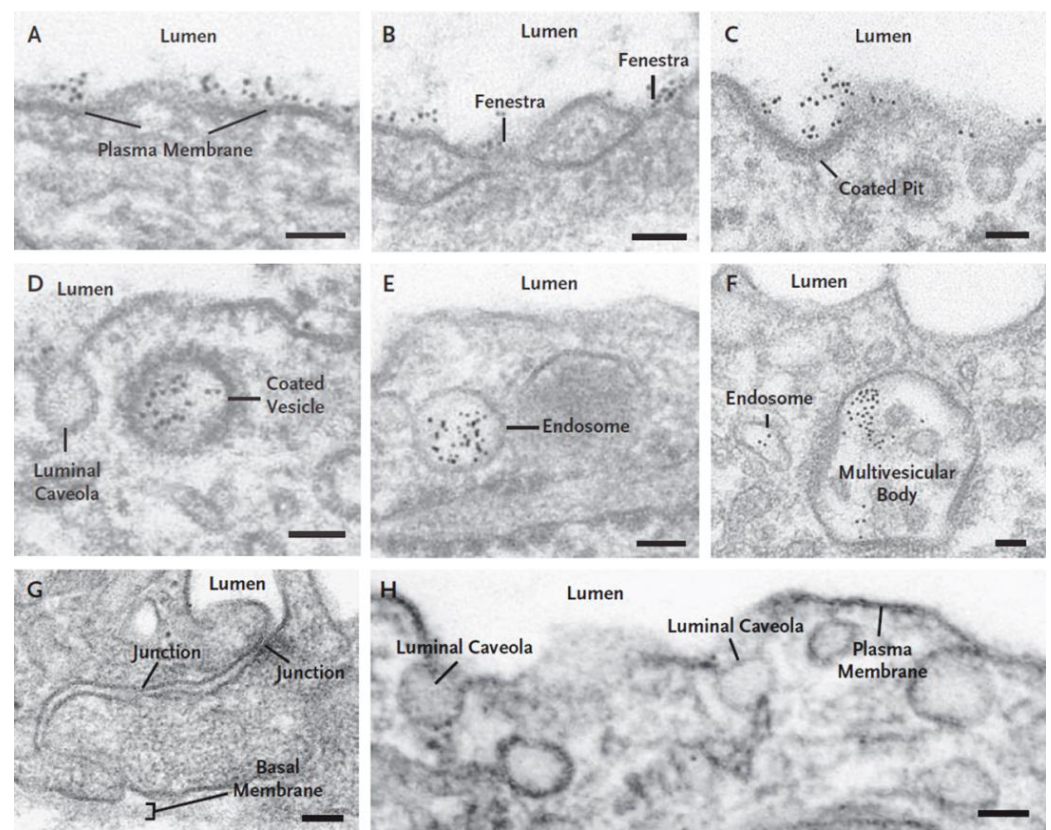 A
Lumen
Plasma Membrane
B
Lumen
Fenestra
Fenestra
C
Lumen
Coated Pit
D
Lumen
Coated
Vesicle
Luminal
Caveola
E
Lumen
Endosome
F
Lumen
Endosome
Multivesicular
Body
G
Lumen
Junction
Junction
Basal
Membrane
H
Lumen
Luminal Caveola
Luminal Caveola
Plasma
Membrane